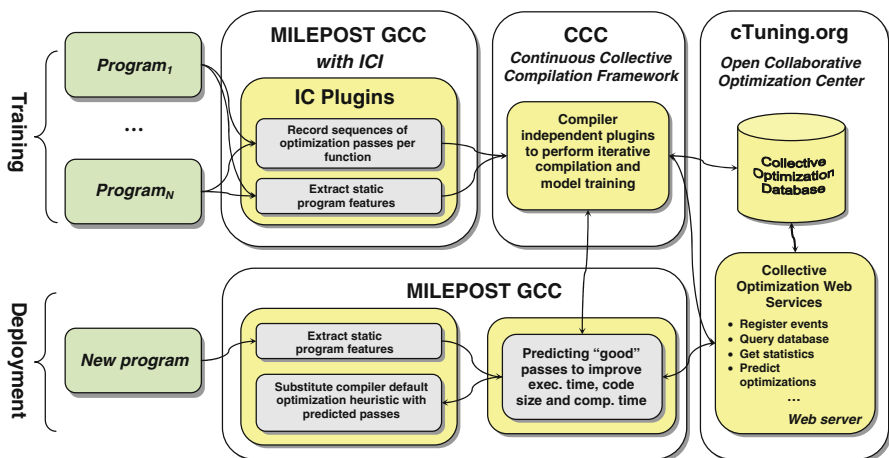 Training
Program1
...
ProgramN
MILEPOST GCC
with ICI
IC Plugins
Record sequences of
optimization passes per
function
Extract static
program features
CCC
Continuous Collective
Compilation Framework
Compiler
independent plugins
to perform iterative
compilation and
model training
cTuning.org
Open Collaborative
Optimization Center
Collective
Optimization
Database
Deployment
New program
MILEPOST GCC
Extract static
program features
Substitute compiler default
optimization heuristic with
predicted passes
Predicting “good”
passes to improve
exec. time, code
size and comp. time
Collective
Optimization Web
Services
• Register events
• Query database
• Get statistics
• Predict
optimizations
...
Web server